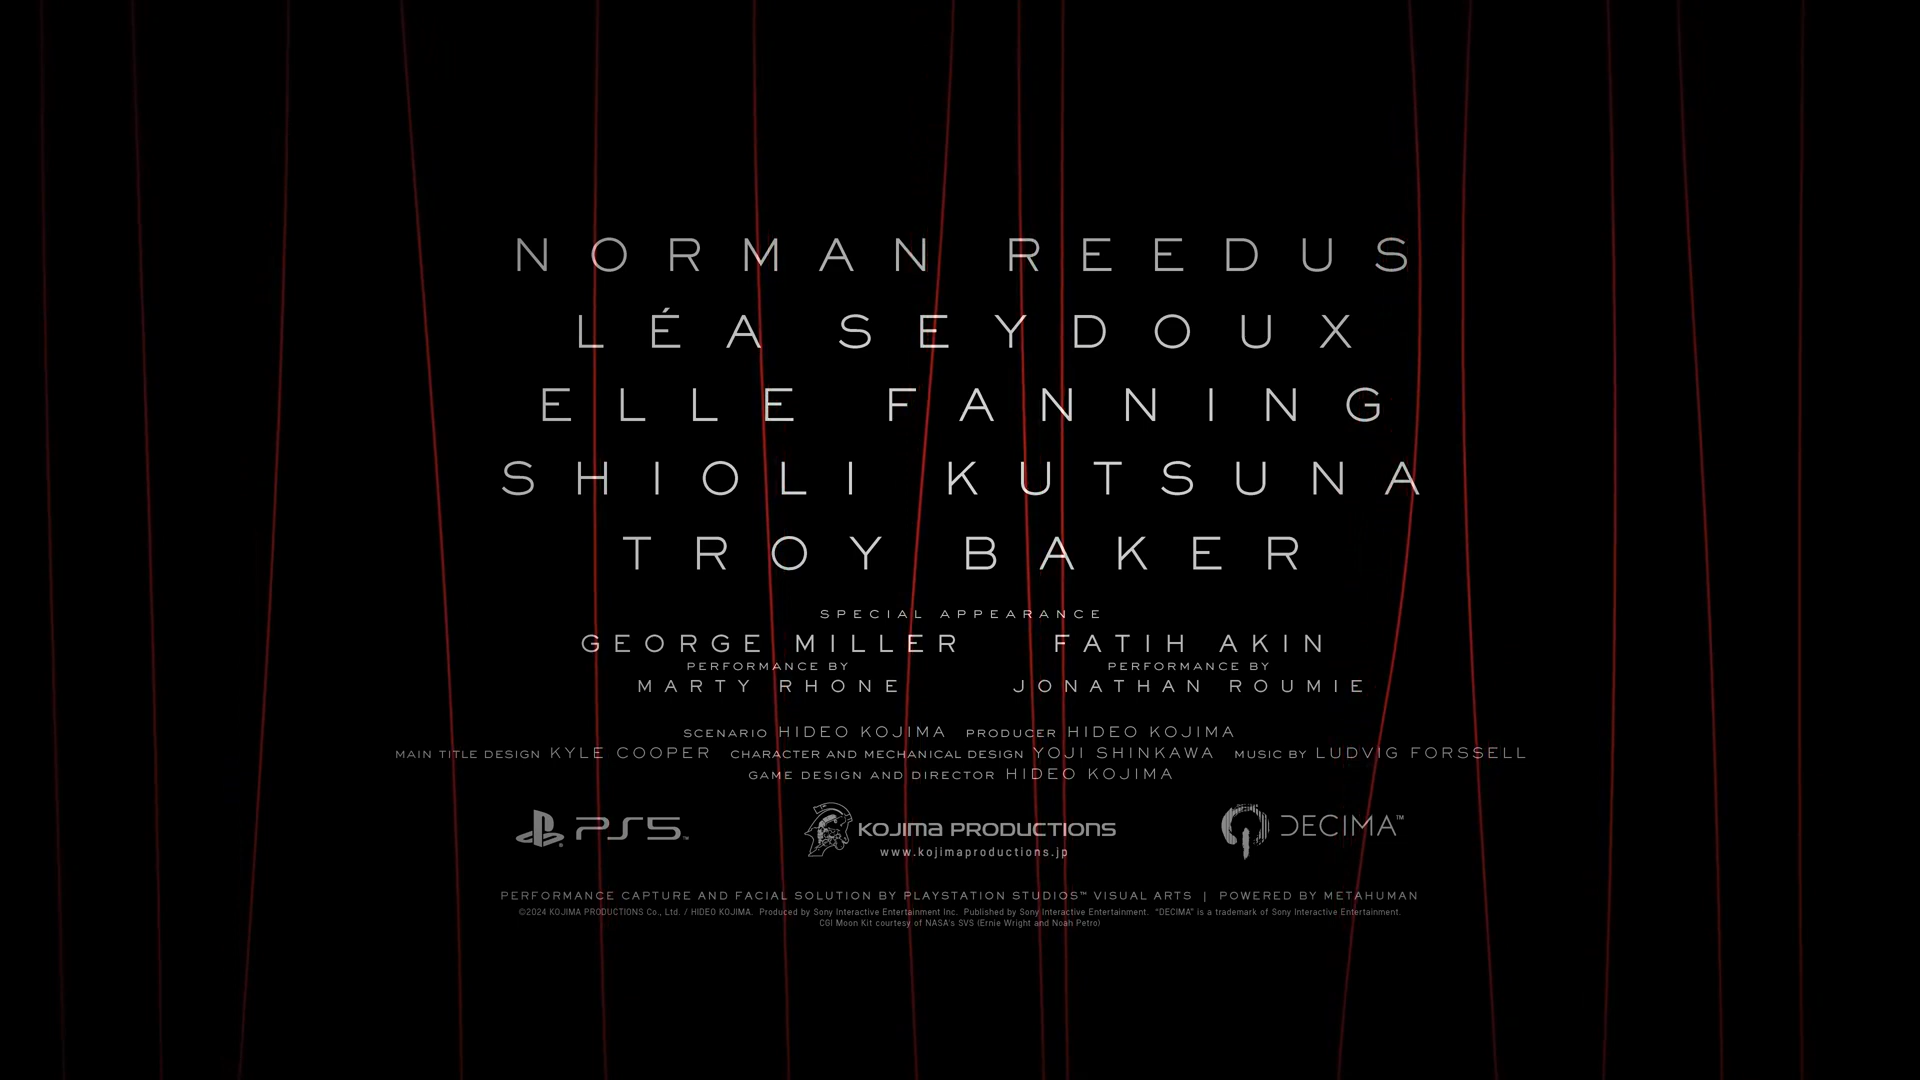 NORMAN REEDUS
LÉA SEYDOUX
ELLE FANNING
SHIOLI KUTSUNA
TROY BAKER
SPECIAL APPEARANCE
GEORGE MILLER FATIH AKIN
PERFORMANCE BY PERFORMANCE BY
MARTY RHONE JONATHAN ROUMIE
SCENARIO HIDEO KOJIMA PRODUCER HIDEO KOJIMA
MAIN TITLE DESIGN KYLE COOPER CHARACTER AND MECHANICAL DESIGN YOJI SHINKAWA MUSIC BY LUDVIG FORSSELL
GAME DESIGN AND DIRECTOR HIDEO KOJIMA
PS5™ KOJIMA PRODUCTIONS DECIMA™
www.kojimaproductions.jp
PERFORMANCE CAPTURE AND FACIAL SOLUTION BY PLAYSTATION STUDIOS™ VISUAL ARTS | POWERED BY METAHUMAN
©2024 KOJIMA PRODUCTIONS Co., Ltd. / HIDEO KOJIMA. Produced by Sony Interactive Entertainment Inc. Published by Sony Interactive Entertainment. "DECIMA" is a trademark of Sony Interactive Entertainment.
CGI Moon Kit courtesy of NASA's SVS (Ernie Wright and Noah Petro)